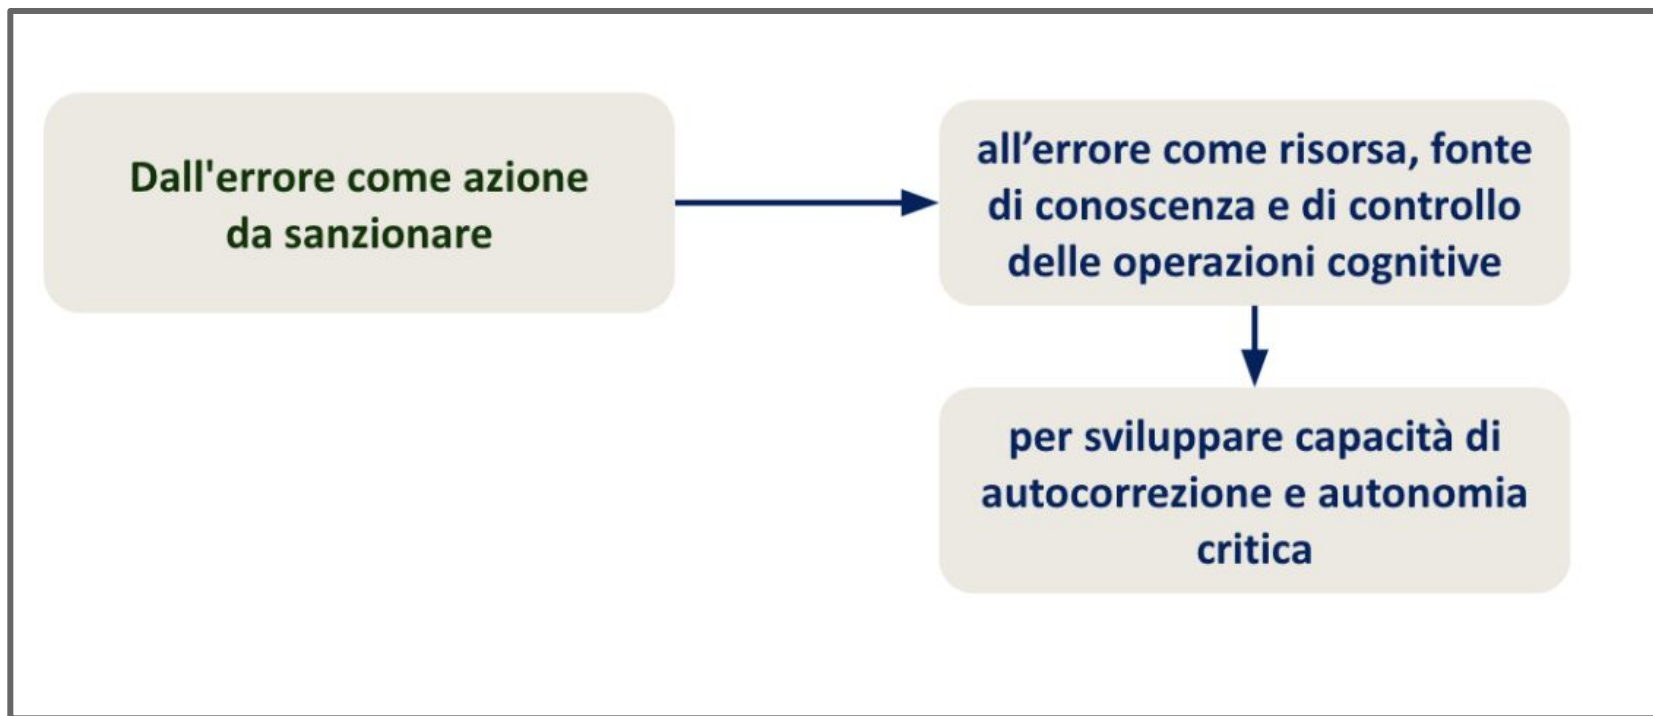 Dall'errore come azione
da sanzionare
all’errore come risorsa, fonte
di conoscenza e di controllo
delle operazioni cognitive
per sviluppare capacità di
autocorrezione e autonomia
critica